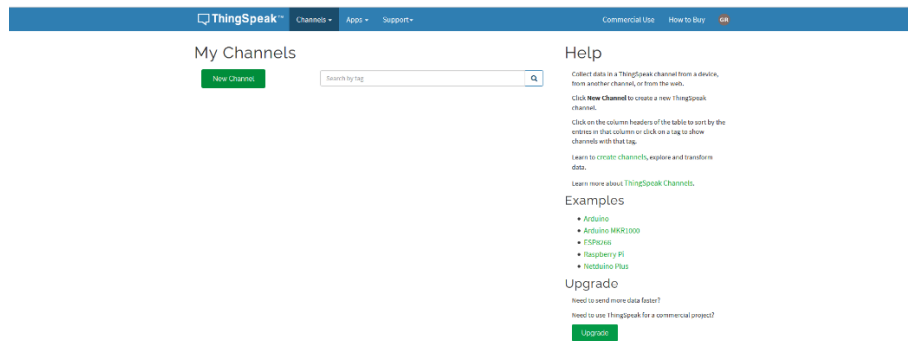 ThingSpeak™ Channels Apps Support Commercial Use How to Buy GR
My Channels
New Channel
Search by tag
Help
Collect data in a ThingSpeak channel from a device,
from another channel, or from the web.
Click New Channel to create a new ThingSpeak
channel.
Click on the column headers of the table to sort by the
entries in that column or click on a tag to show
channels with that tag.
Learn to create channels, explore and transform
data.
Learn more about ThingSpeak Channels.
Examples
Arduino
Arduino MKR1000
ESP8266
Raspberry Pi
Netduino Plus
Upgrade
Need to send more data faster?
Need to use ThingSpeak for a commercial project?
Upgrade